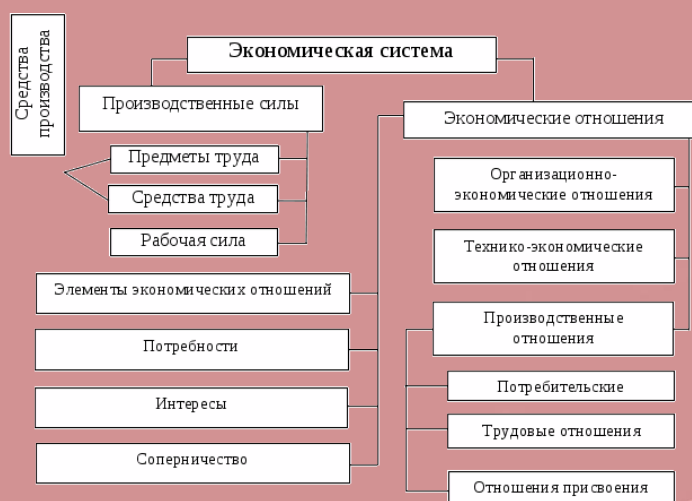 Средства
производства
Экономическая система
Производственные силы
Предметы труда
Средства труда
Рабочая сила
Экономические отношения
Организационно-
экономические отношения
Технико-экономические
отношения
Производственные
отношения
Потребительские
Трудовые отношения
Отношения присвоения
Элементы экономических отношений
Потребности
Интересы
Соперничество